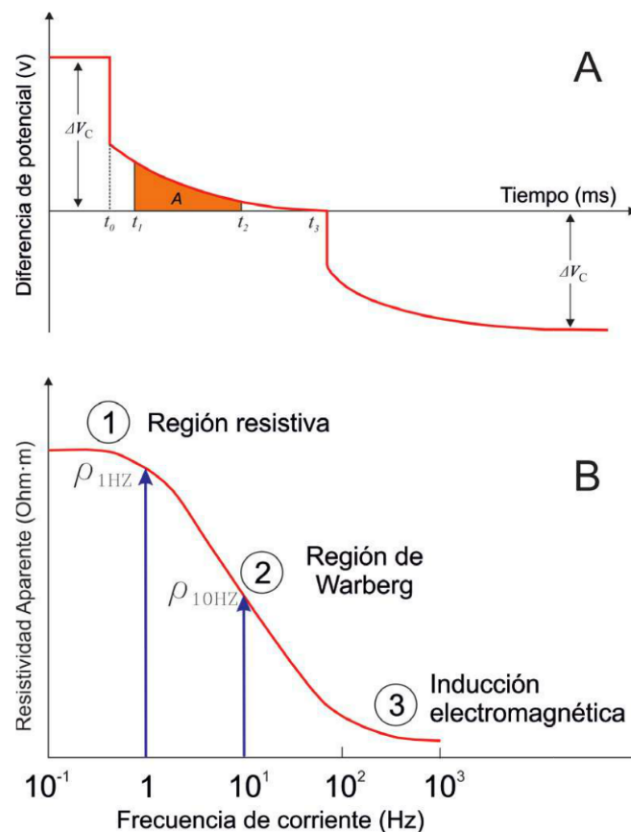 Diferencia de potencial (v)
A
ΔV_C
A
Tiempo (ms)
t_0
t_1
t_2
t_3
ΔV_C
Resistividad Aparente (Ohm·m)
1 Región resistiva
B
ρ_1HZ
2
Región de
Warberg
ρ_10HZ
3
Inducción
electromagnética
10^-1
1
10^1
10^2
10^3
Frecuencia de corriente (Hz)